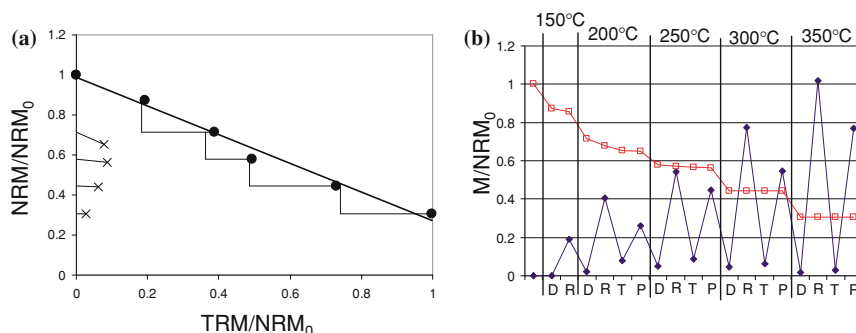 (a)
NRM/NRM₀
1.2
1
0.8
0.6
0.4
0.2
0
0 0.2 0.4 0.6 0.8 1
TRM/NRM₀
(b)
150°C 200°C 250°C 300°C 350°C
M/NRM₀
1.2
1
0.8
0.6
0.4
0.2
0
D R D R T P D R T P D R T P D R T P